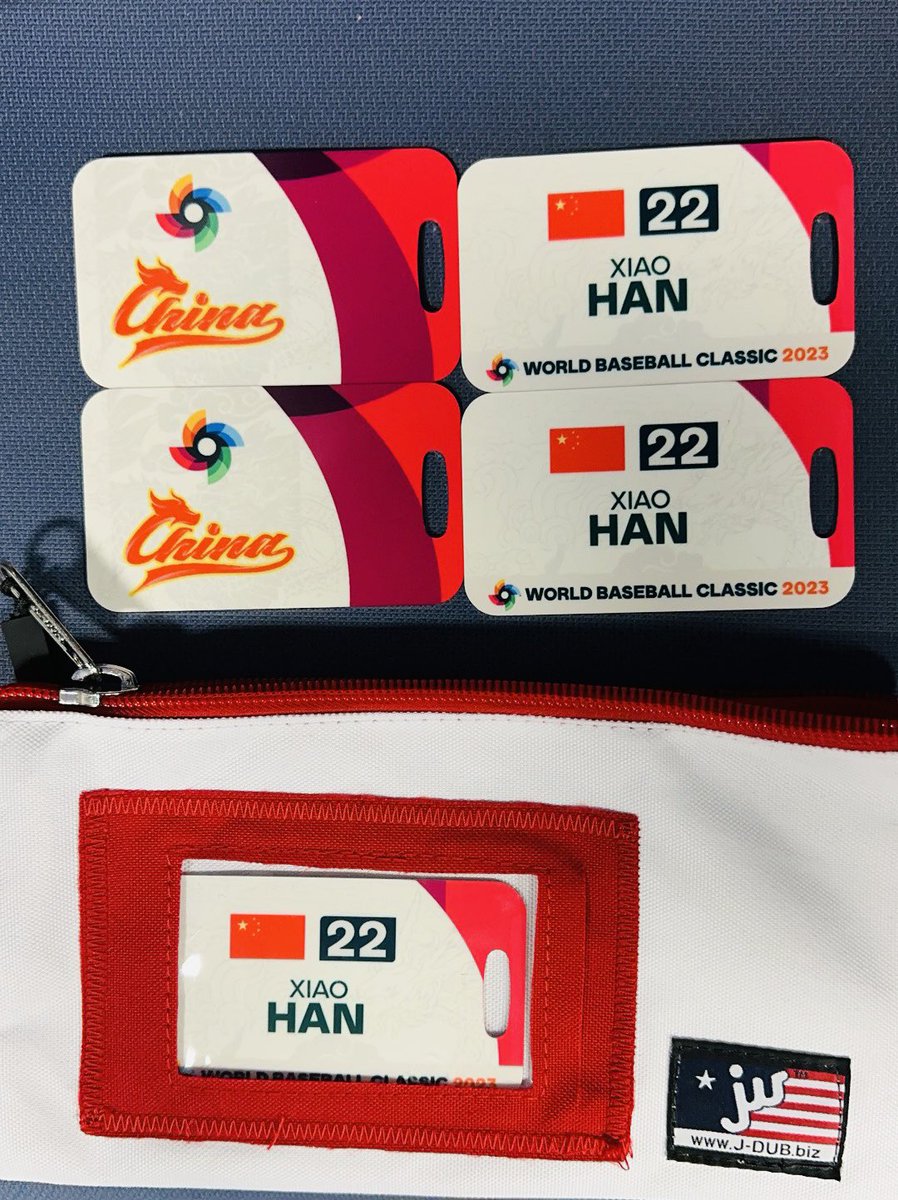 China
22
XIAO
HAN
WORLD BASEBALL CLASSIC 2023
China
22
XIAO
HAN
WORLD BASEBALL CLASSIC 2023
22
XIAO
HAN
WORLD BASEBALL CLASSIC 2023
jw
www.J-DUB.biz